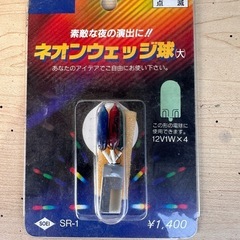 点滅
素敵な夜の演出に!!
ネオンウェッジ球(大)
あなたのアイデアでご自由にお使い下さい。
この形の電球に
使用できます。
12V1W×4
SR-1
¥1,400